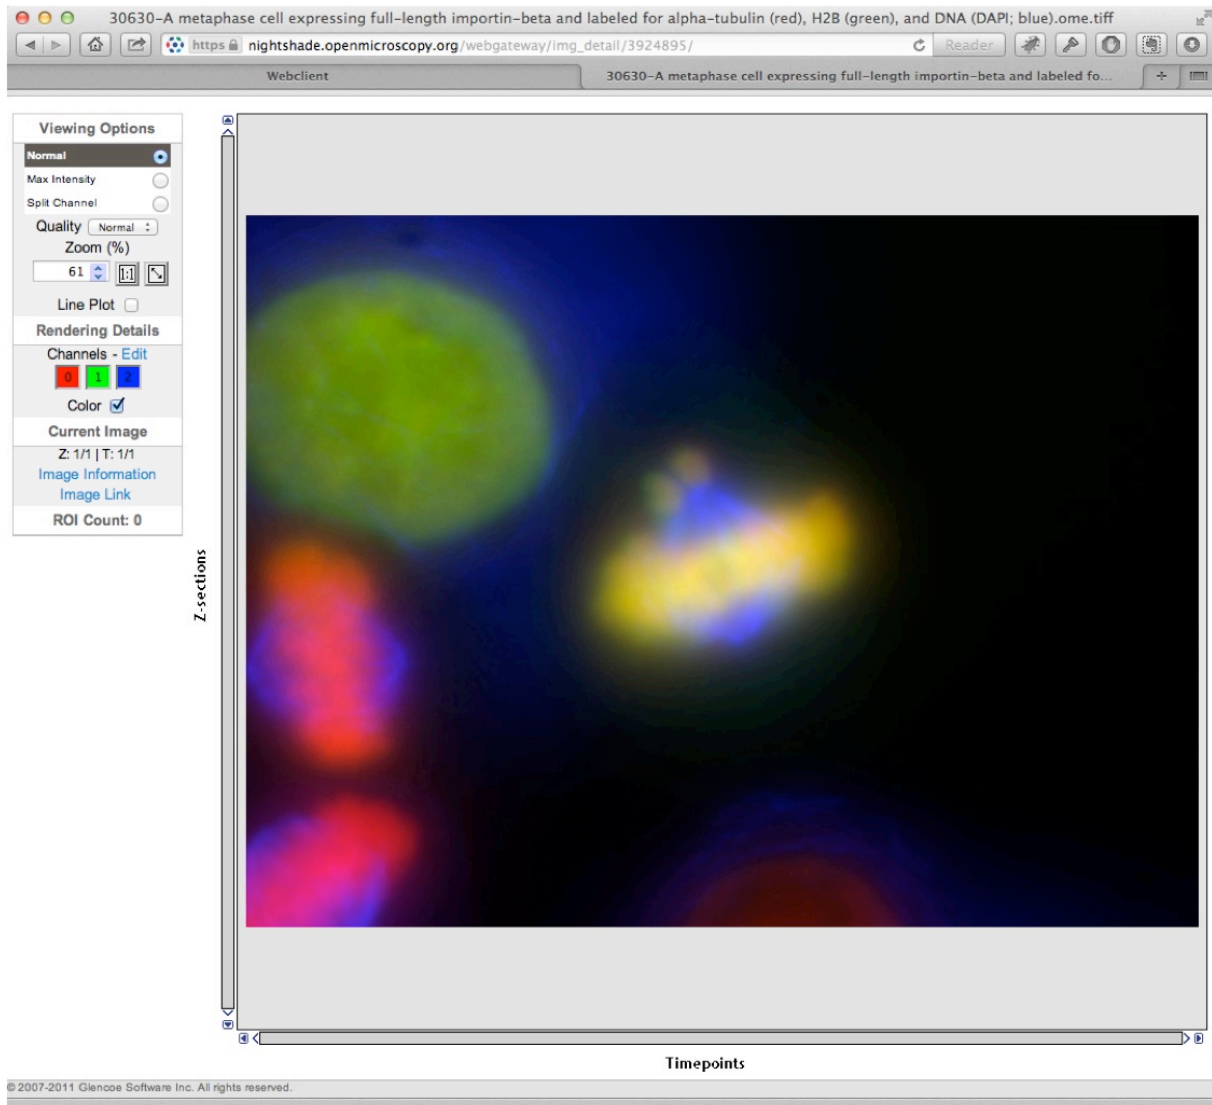 30630-A metaphase cell expressing full-length importin-beta and labeled for alpha-tubulin (red), H2B (green), and DNA (DAPI; blue).ome.tiff
https nightshade.openmicroscopy.org/webgateway/img_detail/3924895/ Reader
Webclient 30630-A metaphase cell expressing full-length importin-beta and labeled fo...
Viewing Options
Normal
Max Intensity
Split Channel
Quality Normal
Zoom (%)
61 1:1
Line Plot
Rendering Details
Channels - Edit
0 1 2
Color
Current Image
Z: 1/1 | T: 1/1
Image Information
Image Link
ROI Count: 0
Z-sections
Timepoints
© 2007-2011 Glencoe Software Inc. All rights reserved.